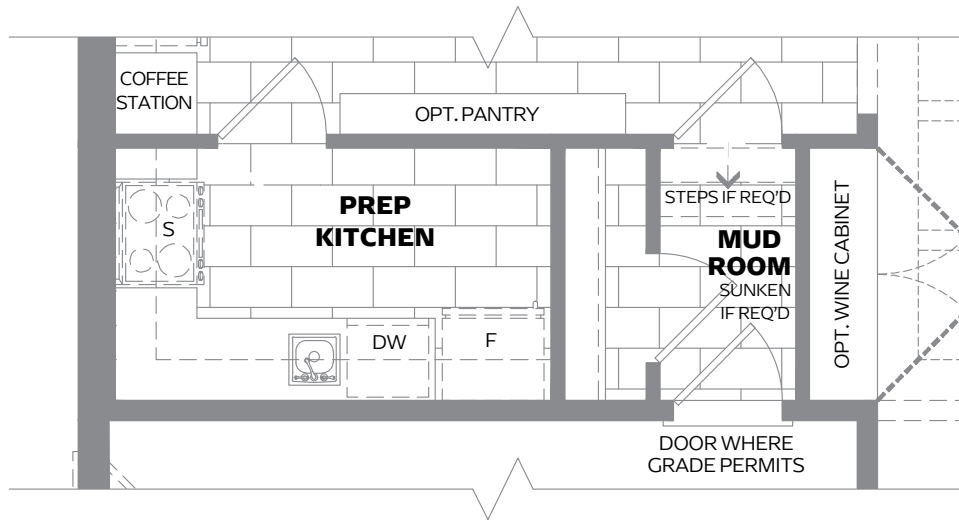 COFFEE
STATION
OPT. PANTRY
PREP
KITCHEN
S
DW
F
STEPS IF REQ'D
MUD
ROOM
SUNKEN
IF REQ'D
OPT. WINE CABINET
DOOR WHERE
GRADE PERMITS